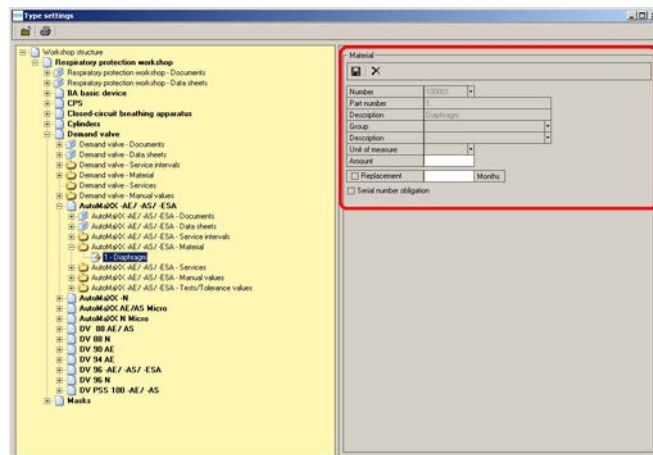 Type settings
Workshop structure
Respiratory protection workshop
Respiratory protection workshop - Documents
Respiratory protection workshop - Data sheets
BA basic device
CPS
Closed-circuit breathing apparatus
Cylinders
Demand valve
Demand valve - Documents
Demand valve - Data sheets
Demand valve - Service intervals
Demand valve - Material
Demand valve - Services
Demand valve - Manual values
AutoMaXX -AE/ -AS/ -ESA
AutoMaXX -AE/ -AS/ -ESA - Documents
AutoMaXX -AE/ -AS/ -ESA - Data sheets
AutoMaXX -AE/ -AS/ -ESA - Service intervals
AutoMaXX -AE/ -AS/ -ESA - Material
1 - Diaphragm
AutoMaXX -AE/ -AS/ -ESA - Services
AutoMaXX -AE/ -AS/ -ESA - Manual values
AutoMaXX -AE/ -AS/ -ESA - Tests/Tolerance values
AutoMaXX -N
AutoMaXX AE/AS Micro
AutoMaXX N Micro
DV 88 AE/ AS
DV 88 N
DV 90 AE
DV 94 AE
DV 96 -AE/ -AS/ -ESA
DV 96 N
DV PSS 100 -AE/ -AS
Masks
Material
Number 100001
Part number 1
Description Diaphragm
Group
Description
Unit of measure
Amount
Replacement Months
Serial number obligation